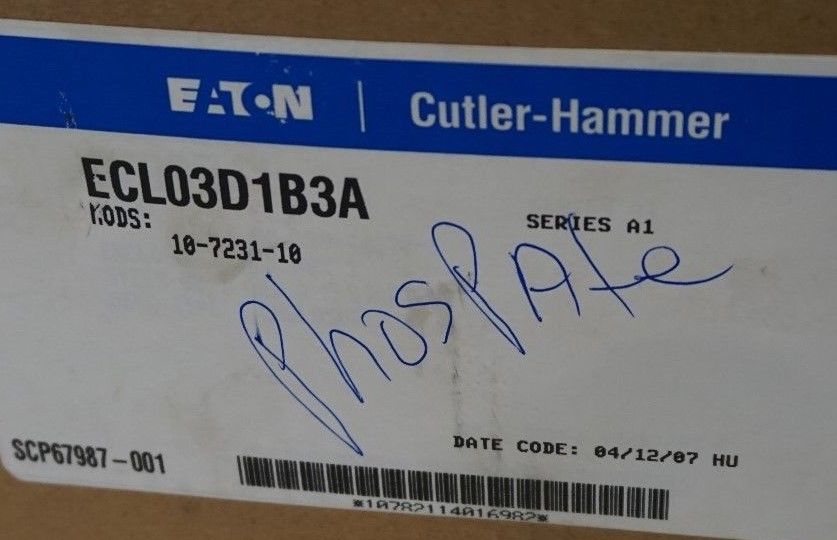 EATON | Cutler-Hammer
ECL03D1B3A
MODS:
SERIES A1
10-7231-10
PhosPAte
DATE CODE: 04/12/07 HU
SCP67987-001
*10782114016982*